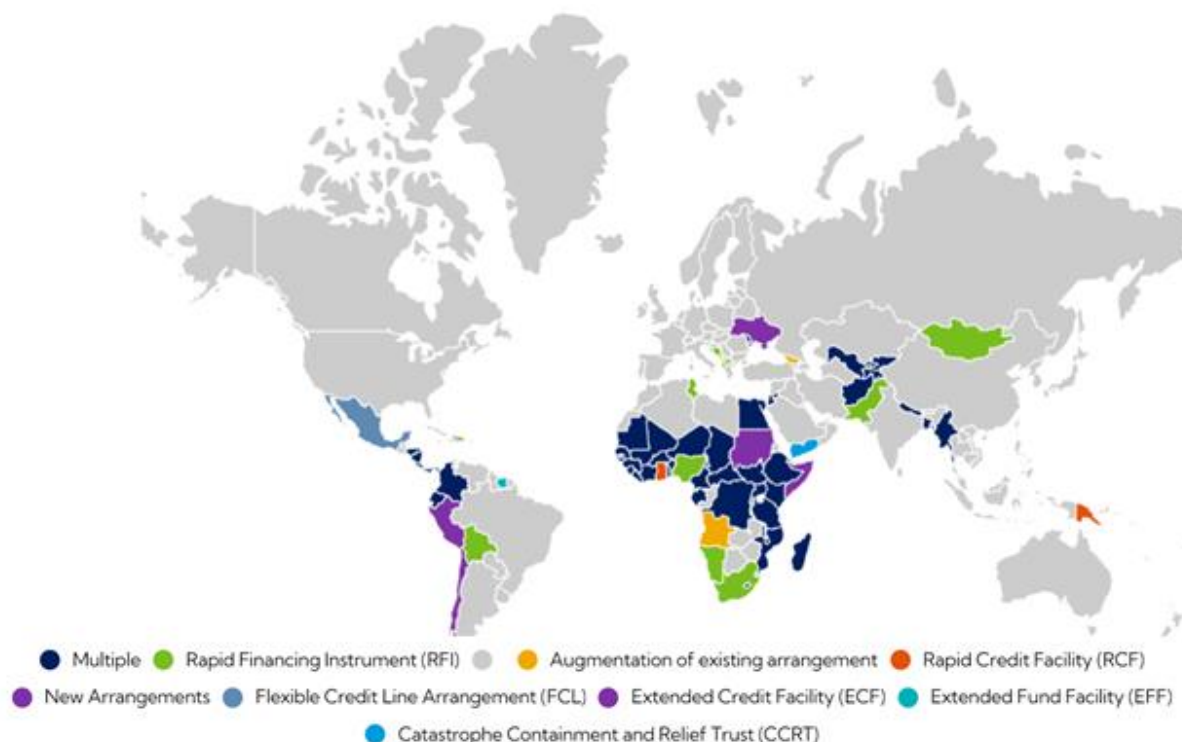 Multiple Rapid Financing Instrument (RFI) Augmentation of existing arrangement Rapid Credit Facility (RCF)
New Arrangements Flexible Credit Line Arrangement (FCL) Extended Credit Facility (ECF) Extended Fund Facility (EFF)
Catastrophe Containment and Relief Trust (CCRT)